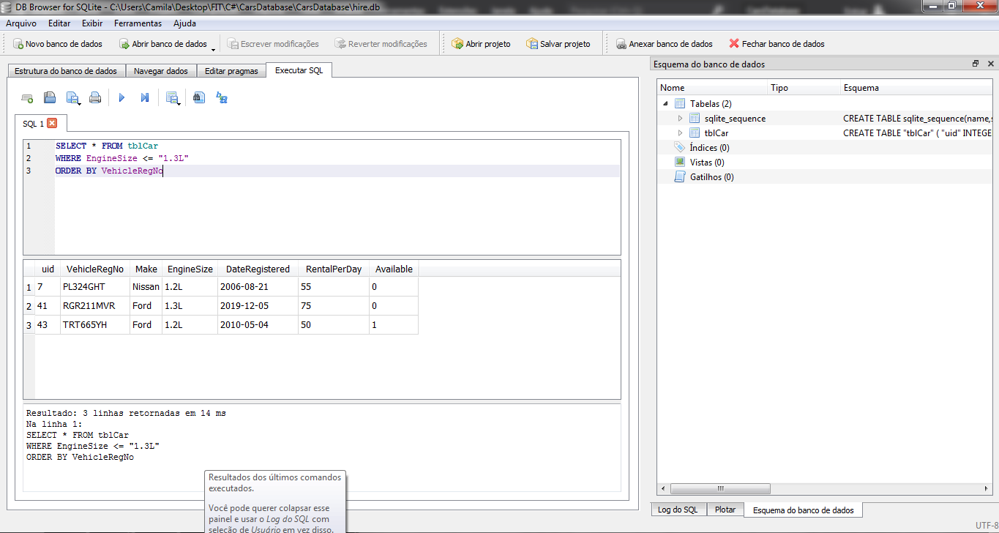 DB Browser for SQLite - C:\Users\Camila\Desktop\FIT\C#\CarsDatabase\CarsDatabase\hire.db
Arquivo Editar Exibir Ferramentas Ajuda
Novo banco de dados Abrir banco de dados Escrever modificações Reverter modificações Abrir projeto Salvar projeto Anexar banco de dados Fechar banco de dados
Estrutura do banco de dados Navegar dados Editar pragmas Executar SQL
SQL 1
1 SELECT * FROM tblCar
2 WHERE EngineSize <= "1.3L"
3 ORDER BY VehicleRegNo
uid VehicleRegNo Make EngineSize DateRegistered RentalPerDay Available
1 7 PL324GHT Nissan 1.2L 2006-08-21 55 0
2 41 RGR211MVR Ford 1.3L 2019-12-05 75 0
3 43 TRT665YH Ford 1.2L 2010-05-04 50 1
Resultado: 3 linhas retornadas em 14 ms
Na linha 1:
SELECT * FROM tblCar
WHERE EngineSize <= "1.3L"
ORDER BY VehicleRegNo
Resultados dos últimos comandos
executados.
Você pode querer colapsar esse
painel e usar o Log do SQL com
seleção de Usuário em vez disso.
Esquema do banco de dados
Nome Tipo Esquema
Tabelas (2)
sqlite_sequence CREATE TABLE sqlite_sequence(name,s
tblCar CREATE TABLE "tblCar" ( "uid" INTEGE
Índices (0)
Vistas (0)
Gatilhos (0)
Log do SQL Plotar Esquema do banco de dados
UTF-8